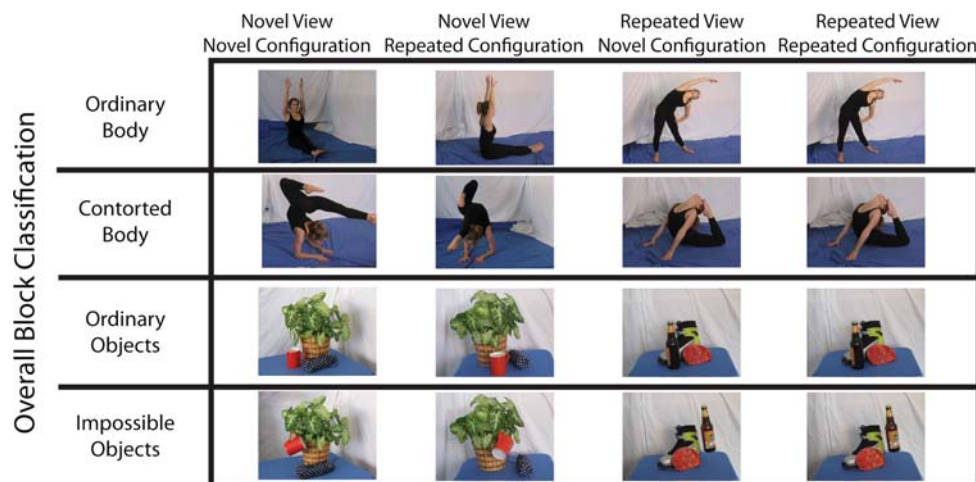 Novel View
Novel Configuration
Novel View
Repeated Configuration
Repeated View
Novel Configuration
Repeated View
Repeated Configuration
Overall Block Classification
Ordinary
Body
Contorted
Body
Ordinary
Objects
Impossible
Objects